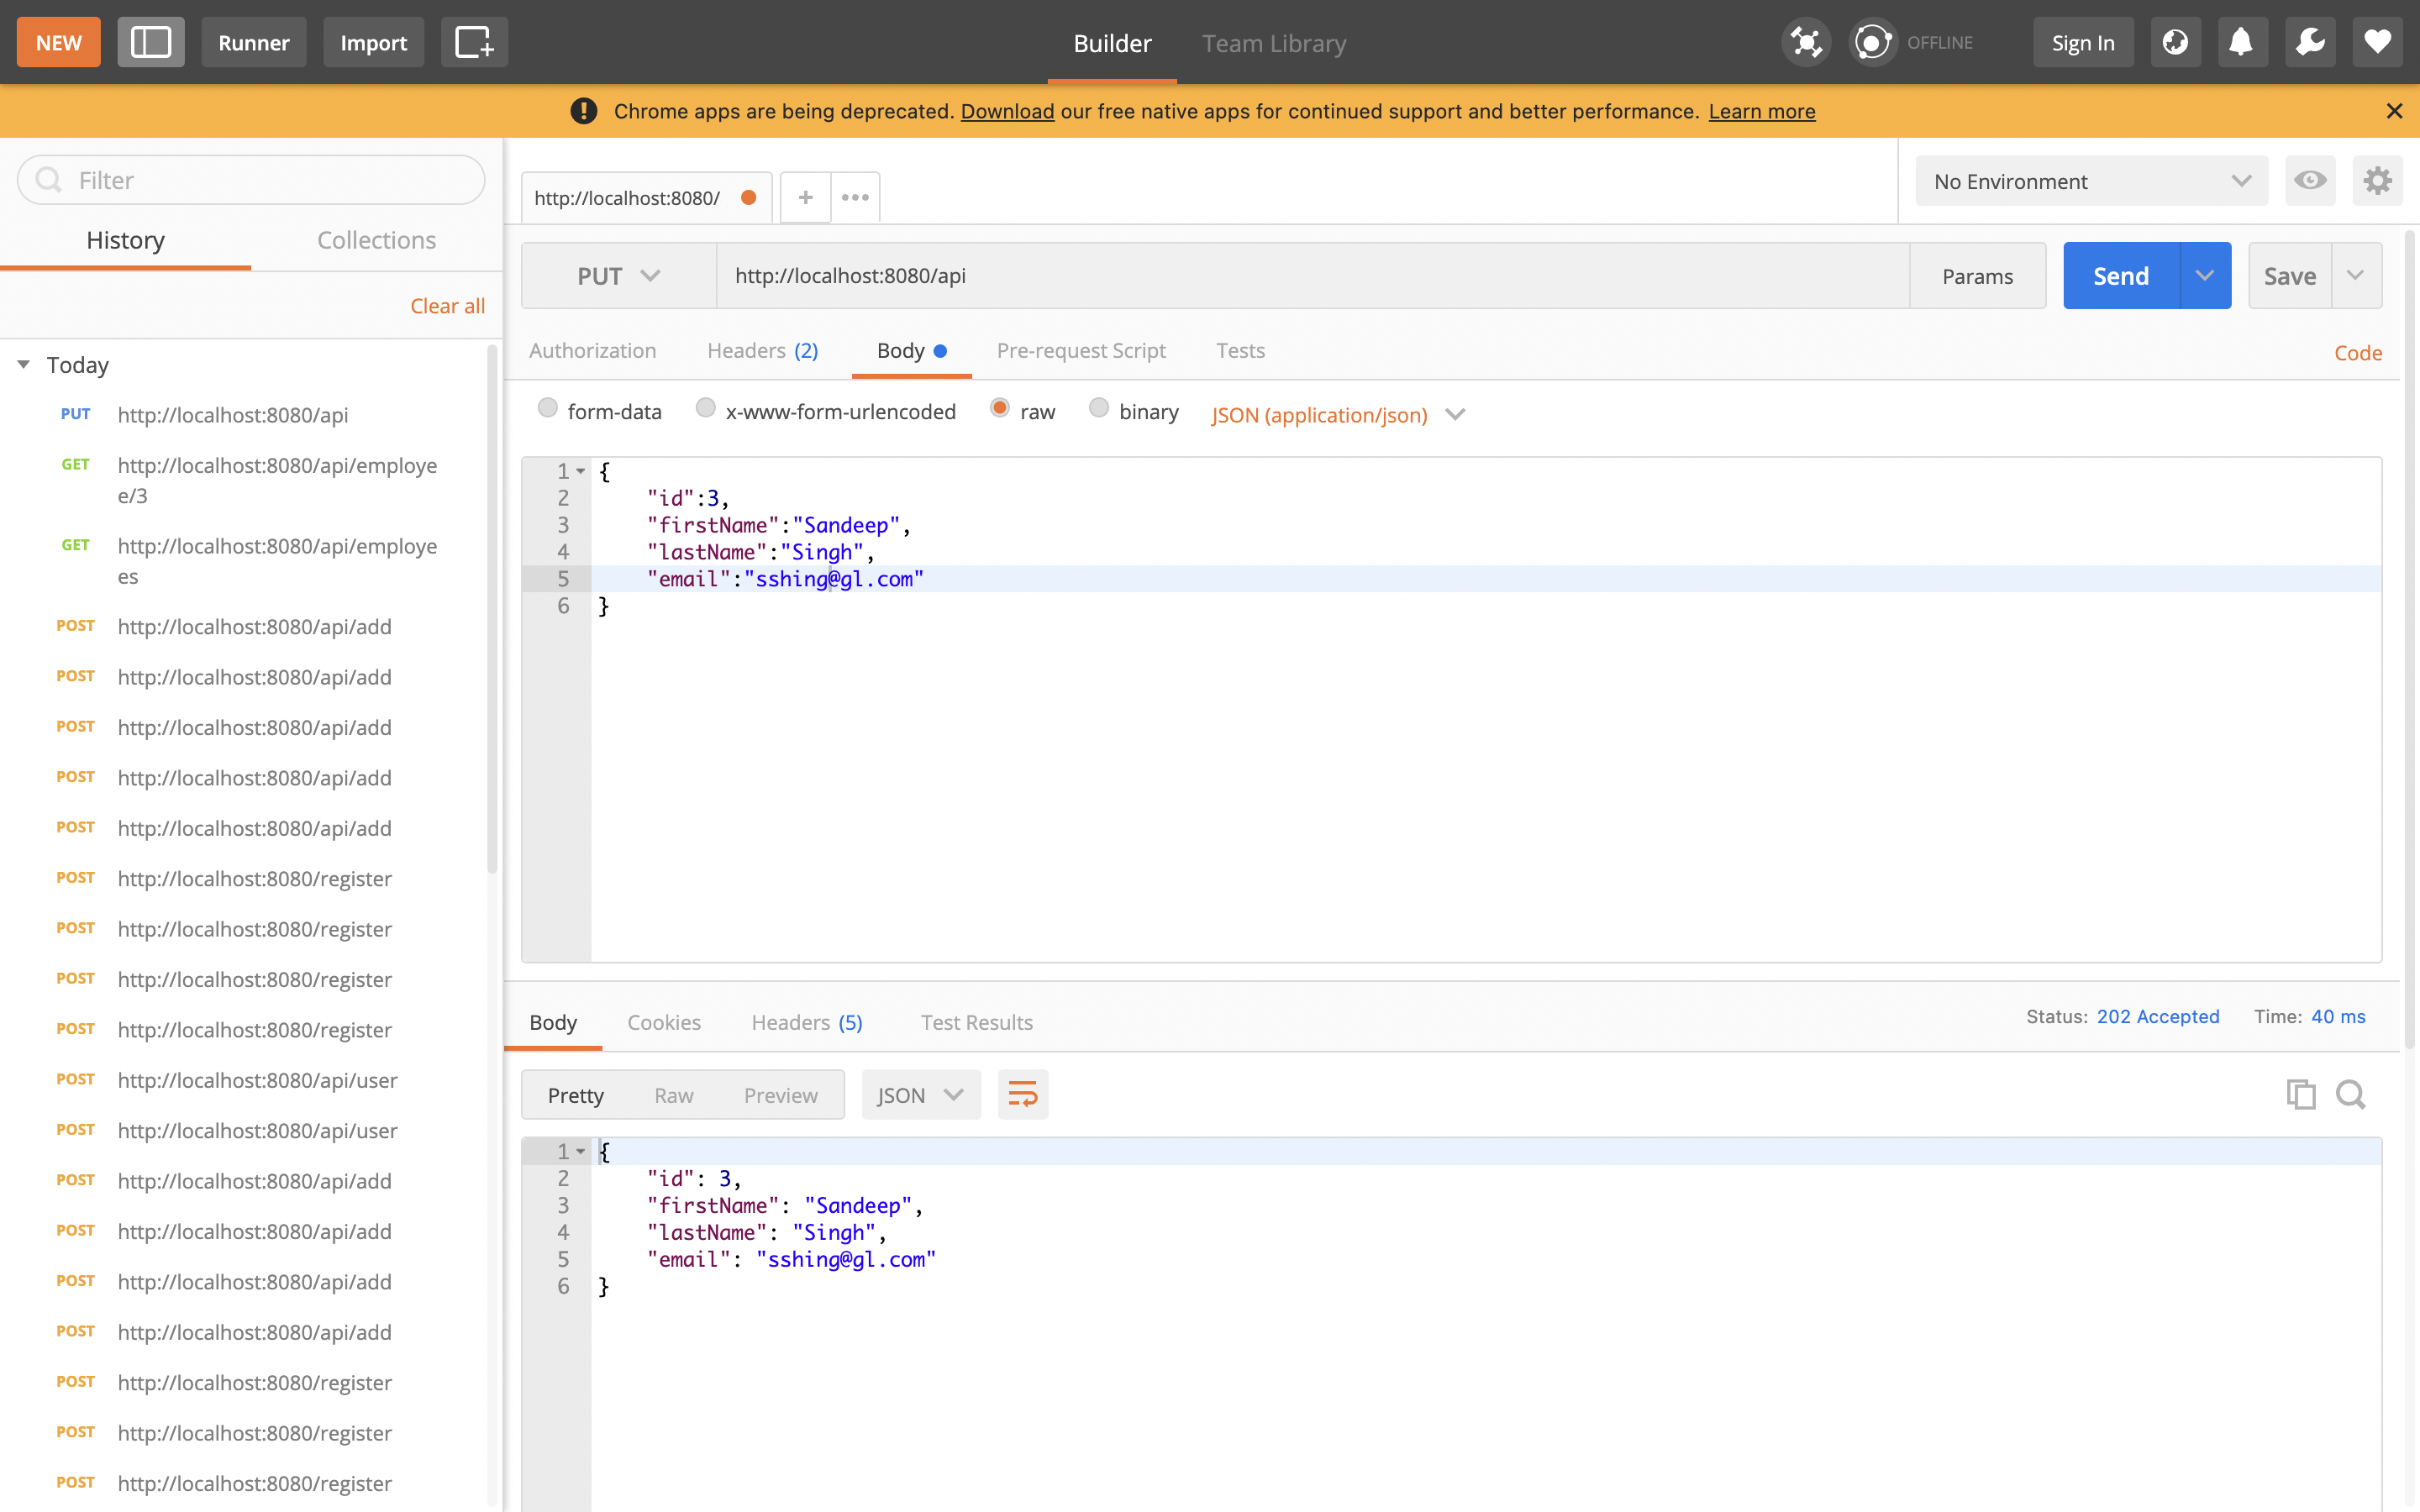 NEW
Runner
Import
Builder
Team Library
OFFLINE
Sign In
Chrome apps are being deprecated. Download our free native apps for continued support and better performance. Learn more
Filter
History
Collections
Clear all
Today
PUT http://localhost:8080/api
GET http://localhost:8080/api/employe
e/3
GET http://localhost:8080/api/employe
es
POST http://localhost:8080/api/add
POST http://localhost:8080/api/add
POST http://localhost:8080/api/add
POST http://localhost:8080/api/add
POST http://localhost:8080/api/add
POST http://localhost:8080/register
POST http://localhost:8080/register
POST http://localhost:8080/register
POST http://localhost:8080/register
POST http://localhost:8080/api/user
POST http://localhost:8080/api/user
POST http://localhost:8080/api/add
POST http://localhost:8080/api/add
POST http://localhost:8080/api/add
POST http://localhost:8080/api/add
POST http://localhost:8080/register
POST http://localhost:8080/register
POST http://localhost:8080/register
http://localhost:8080/
No Environment
PUT http://localhost:8080/api Params Send Save
Authorization Headers (2) Body Pre-request Script Tests Code
form-data x-www-form-urlencoded raw binary JSON (application/json)
1 {
2 "id":3,
3 "firstName":"Sandeep",
4 "lastName":"Singh",
5 "email":"sshing@gl.com"
6 }
Body Cookies Headers (5) Test Results Status: 202 Accepted Time: 40 ms
Pretty Raw Preview JSON
1 {
2 "id": 3,
3 "firstName": "Sandeep",
4 "lastName": "Singh",
5 "email": "sshing@gl.com"
6 }